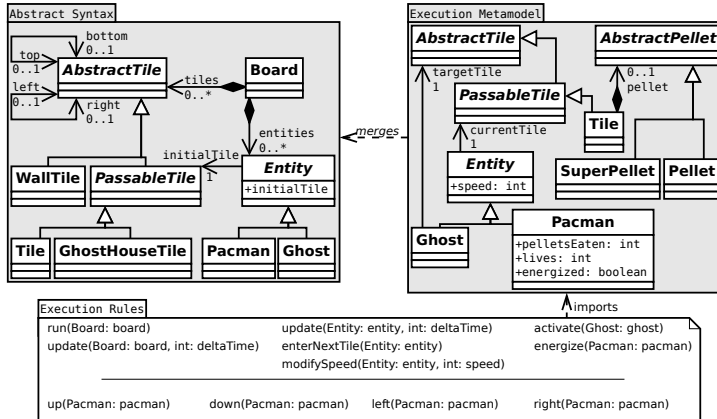 Abstract Syntax
bottom
0..1
top
0..1
left
0..1
right
0..1
AbstractTile
tiles
0..*
Board
entities
0..*
initialTile
1
Entity
+initialTile
WallTile
PassableTile
Tile
GhostHouseTile
Pacman
Ghost
merges
Execution Metamodel
AbstractTile
AbstractPellet
targetTile
1
0..1
pellet
PassableTile
Tile
currentTile
1
Entity
+speed: int
SuperPellet
Pellet
Ghost
Pacman
+pelletsEaten: int
+lives: int
+energized: boolean
imports
Execution Rules
run(Board: board) update(Entity: entity, int: deltaTime) activate(Ghost: ghost)
update(Board: board, int: deltaTime) enterNextTile(Entity: entity) energize(Pacman: pacman)
modifySpeed(Entity: entity, int: speed)
up(Pacman: pacman) down(Pacman: pacman) left(Pacman: pacman) right(Pacman: pacman)